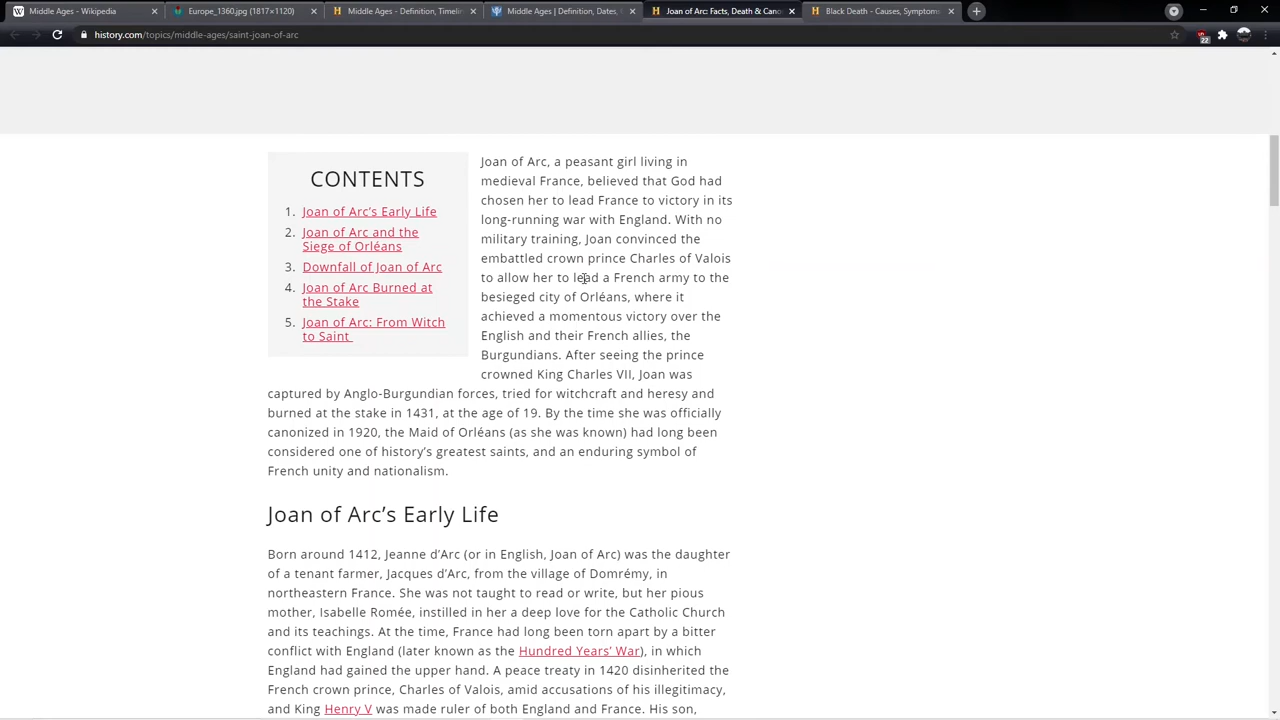 Middle Ages - Wikipedia
Europe_1360.jpg (1817×1120)
Middle Ages - Definition, Timelin
Middle Ages | Definition, Dates,
Joan of Arc: Facts, Death & Cano
Black Death - Causes, Symptoms
history.com/topics/middle-ages/saint-joan-of-arc
22
CONTENTS
1. Joan of Arc's Early Life
2. Joan of Arc and the
Siege of Orléans
3. Downfall of Joan of Arc
4. Joan of Arc Burned at
the Stake
5. Joan of Arc: From Witch
to Saint
Joan of Arc, a peasant girl living in
medieval France, believed that God had
chosen her to lead France to victory in its
long-running war with England. With no
military training, Joan convinced the
embattled crown prince Charles of Valois
to allow her to lead a French army to the
besieged city of Orléans, where it
achieved a momentous victory over the
English and their French allies, the
Burgundians. After seeing the prince
crowned King Charles VII, Joan was
captured by Anglo-Burgundian forces, tried for witchcraft and heresy and
burned at the stake in 1431, at the age of 19. By the time she was officially
canonized in 1920, the Maid of Orléans (as she was known) had long been
considered one of history's greatest saints, and an enduring symbol of
French unity and nationalism.
Joan of Arc's Early Life
Born around 1412, Jeanne d'Arc (or in English, Joan of Arc) was the daughter
of a tenant farmer, Jacques d'Arc, from the village of Domrémy, in
northeastern France. She was not taught to read or write, but her pious
mother, Isabelle Romée, instilled in her a deep love for the Catholic Church
and its teachings. At the time, France had long been torn apart by a bitter
conflict with England (later known as the Hundred Years' War), in which
England had gained the upper hand. A peace treaty in 1420 disinherited the
French crown prince, Charles of Valois, amid accusations of his illegitimacy,
and King Henry V was made ruler of both England and France. His son,